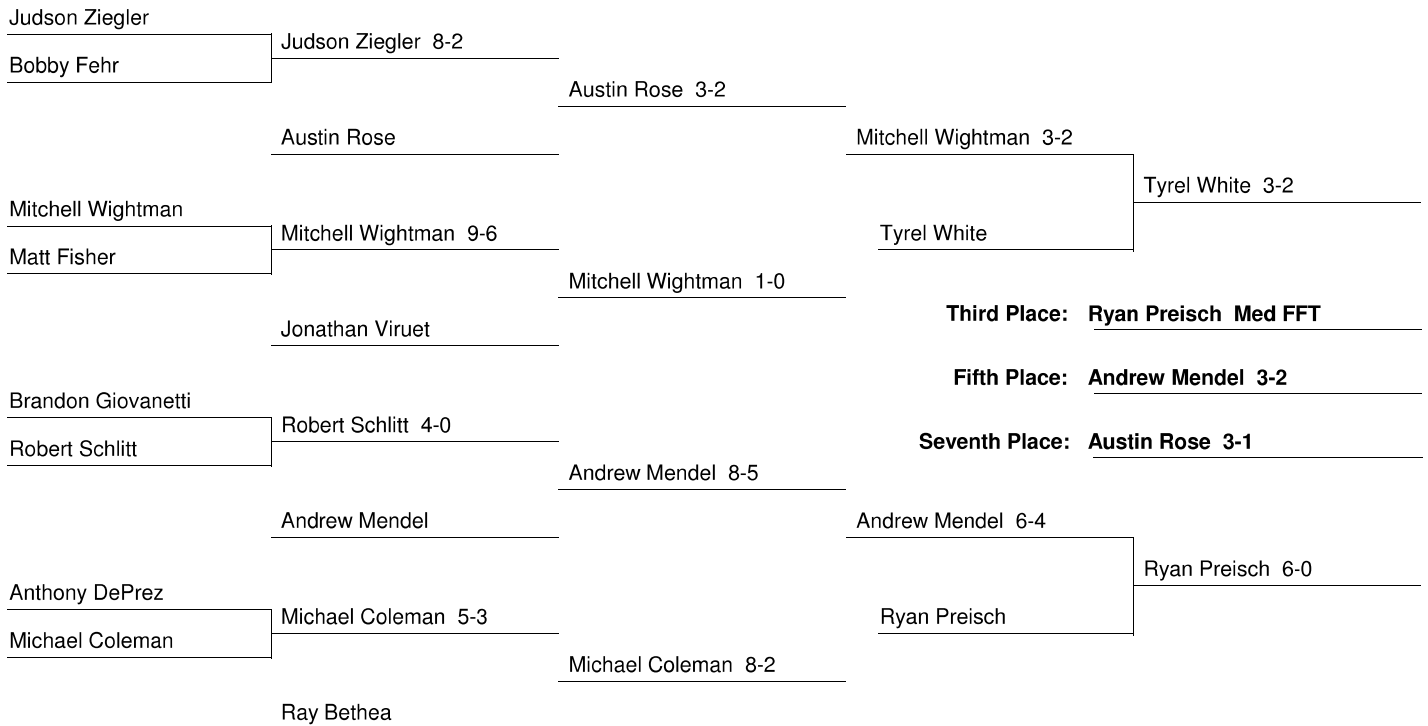 Judson Ziegler
Judson Ziegler 8-2
Bobby Fehr
Austin Rose 3-2
Austin Rose
Mitchell Wightman 3-2
Tyrel White 3-2
Mitchell Wightman
Mitchell Wightman 9-6
Tyrel White
Matt Fisher
Mitchell Wightman 1-0
Third Place: Ryan Preisch Med FFT
Jonathan Viruet
Fifth Place: Andrew Mendel 3-2
Brandon Giovanetti
Robert Schlitt 4-0
Seventh Place: Austin Rose 3-1
Robert Schlitt
Andrew Mendel 8-5
Andrew Mendel
Andrew Mendel 6-4
Ryan Preisch 6-0
Anthony DePrez
Michael Coleman 5-3
Ryan Preisch
Michael Coleman
Michael Coleman 8-2
Ray Bethea